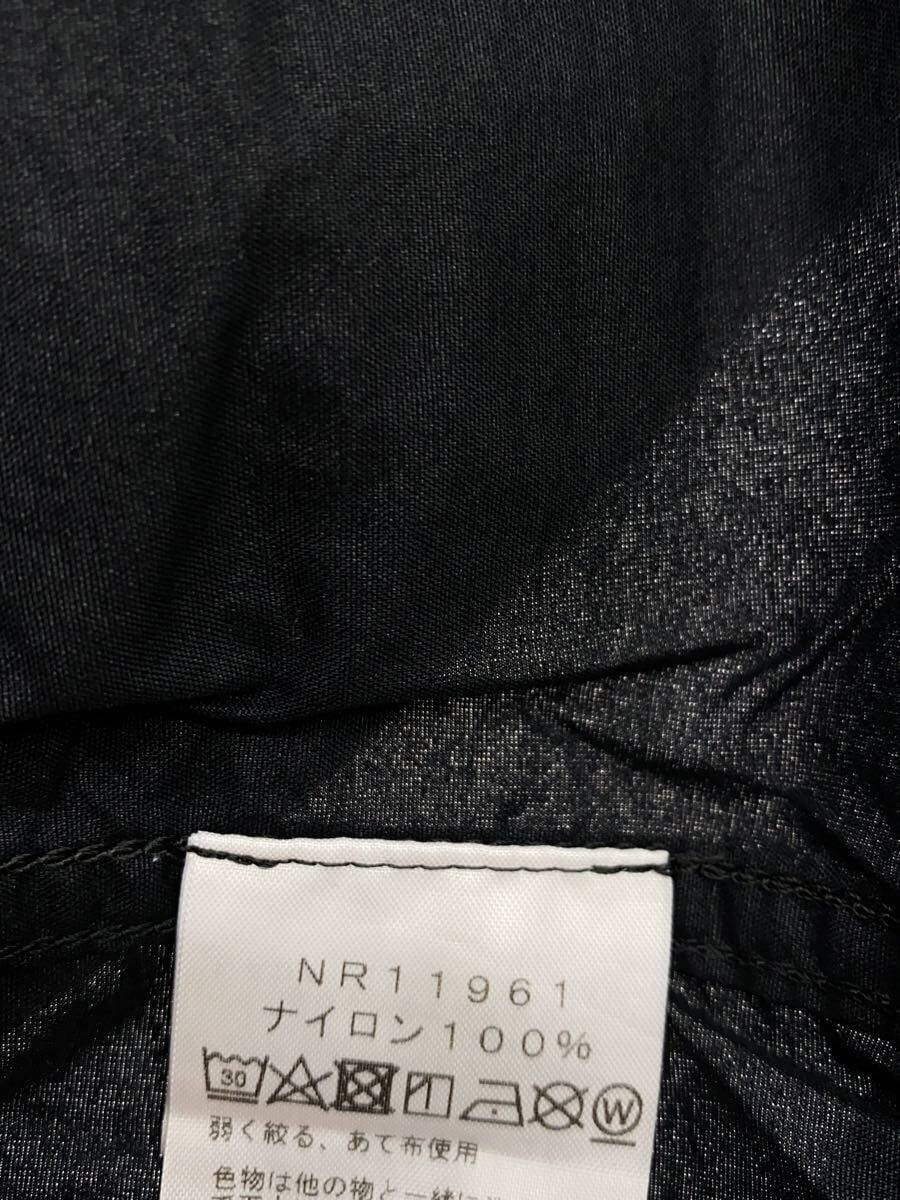 NR11961
ナイロン100%
30 W
弱く絞る、あて布使用
色物は他の物と一緒に